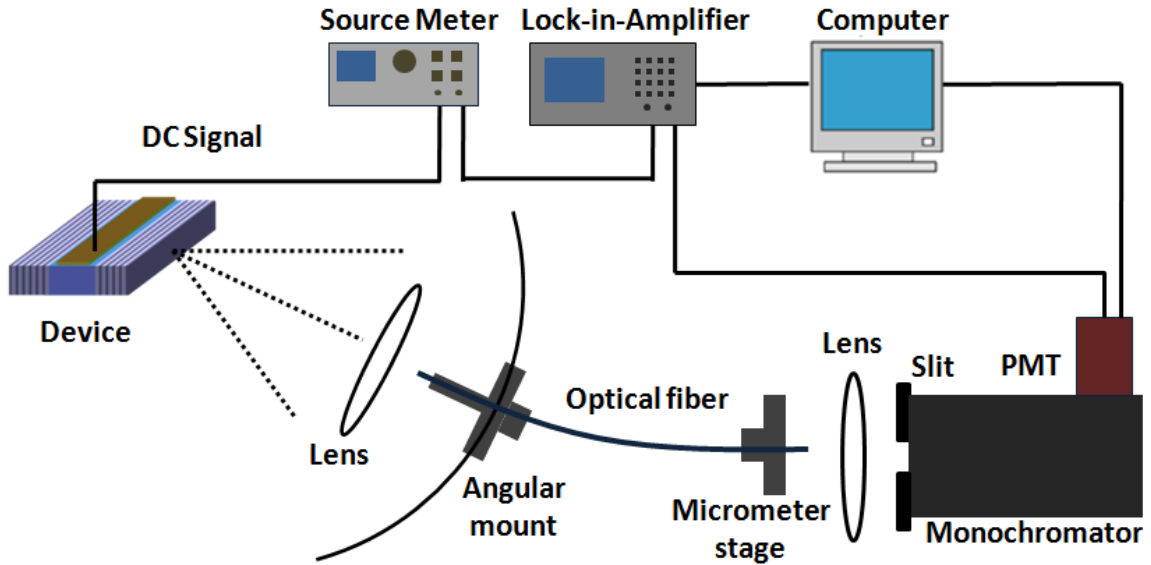 Source Meter
Lock-in-Amplifier
Computer
DC Signal
Device
Lens
Angular
mount
Optical fiber
Micrometer
stage
Lens
Slit
PMT
Monochromator